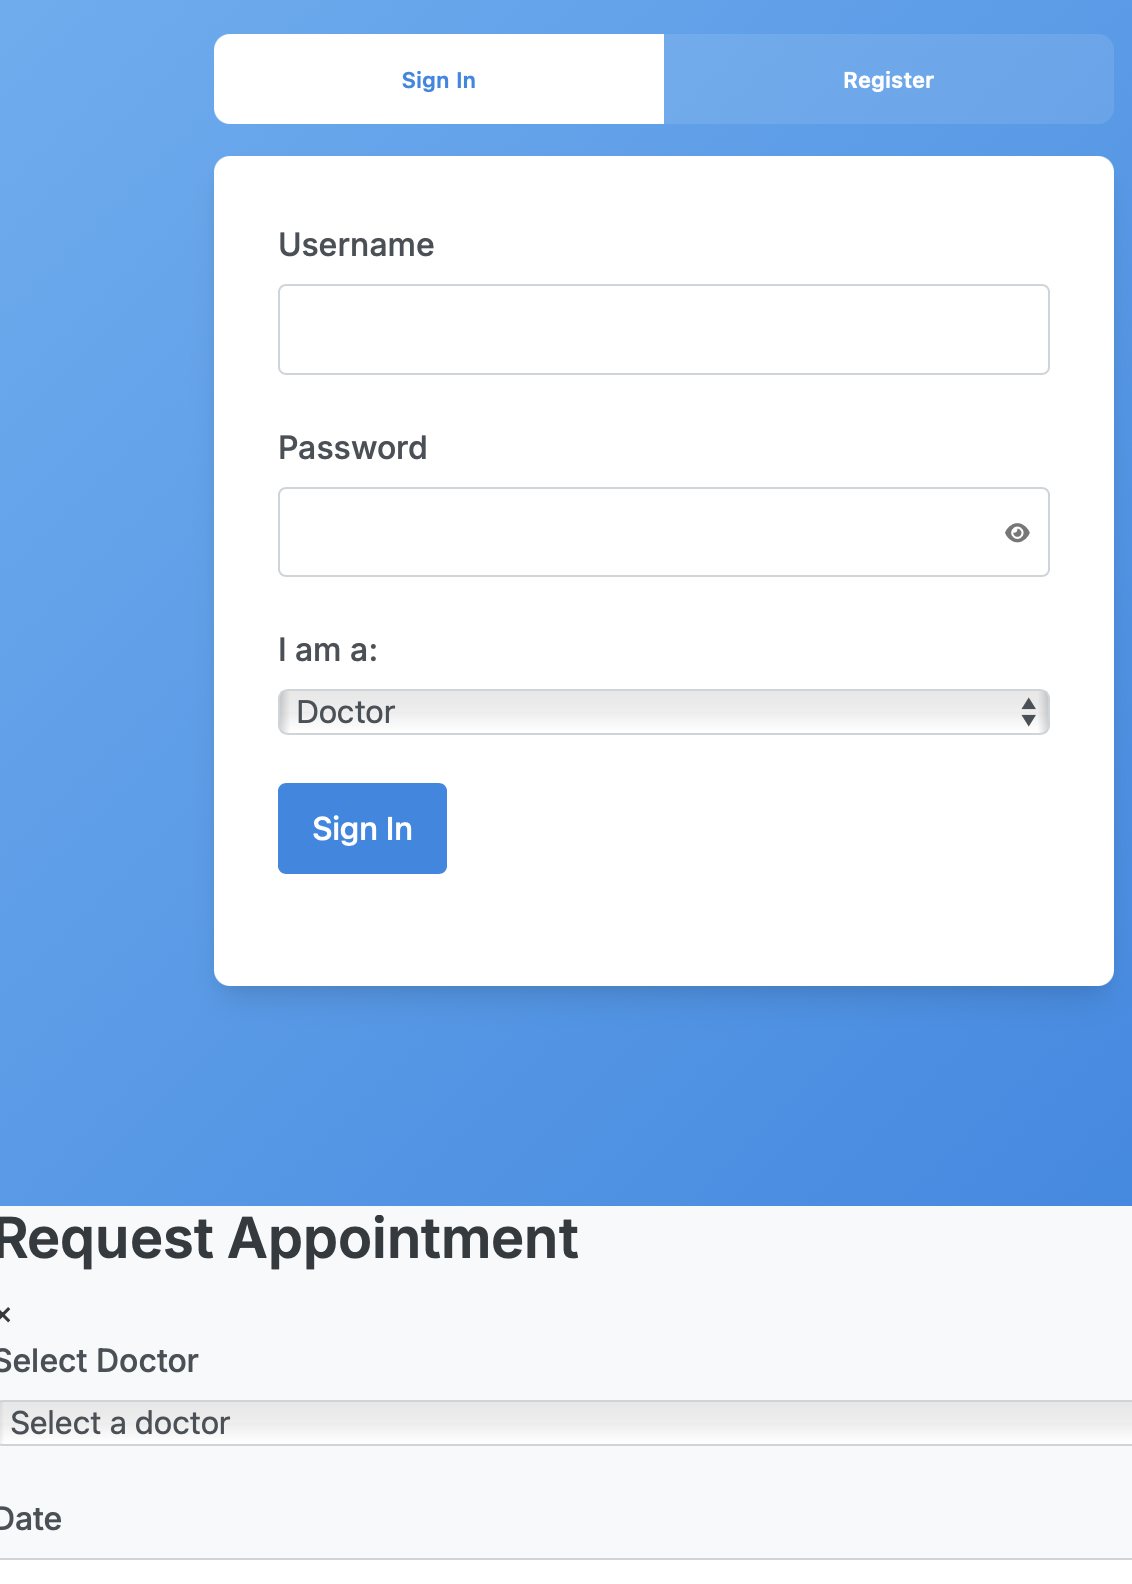 Sign In
Register
Username
Password
I am a:
Doctor
Sign In
Request Appointment
×
Select Doctor
Select a doctor
Date